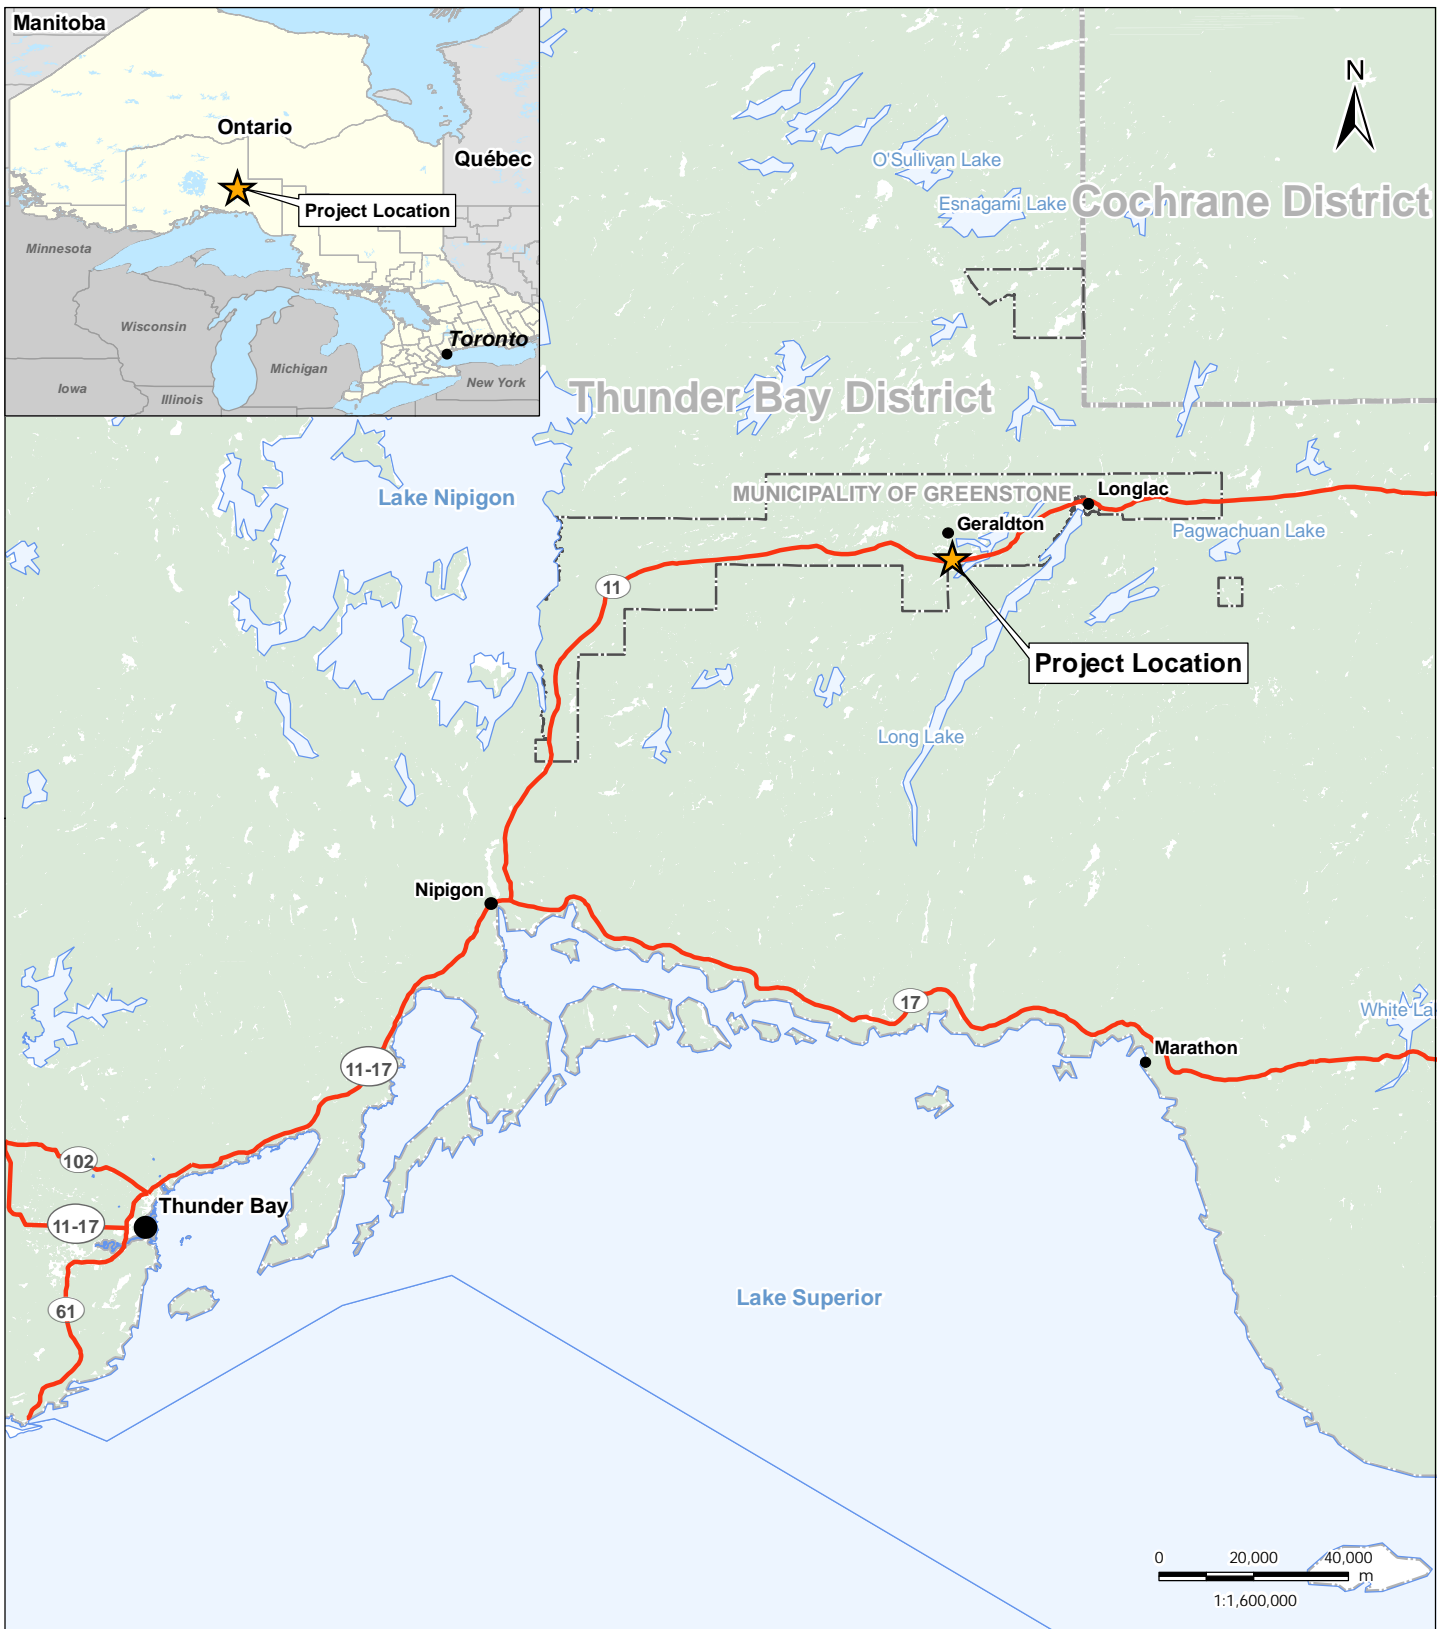 Manitoba
Ontario
Québec
Project Location
Minnesota
Wisconsin
Michigan
Toronto
Iowa
Illinois
New York
N
O'Sullivan Lake
Esnagami Lake
Cochrane District
Thunder Bay District
Lake Nipigon
MUNICIPALITY OF GREENSTONE
Longlac
Geraldton
Pagwachuan Lake
11
Project Location
Long Lake
Nipigon
17
White La
11-17
Marathon
102
Thunder Bay
11-17
Lake Superior
61
0 20,000 40,000
m
1:1,600,000